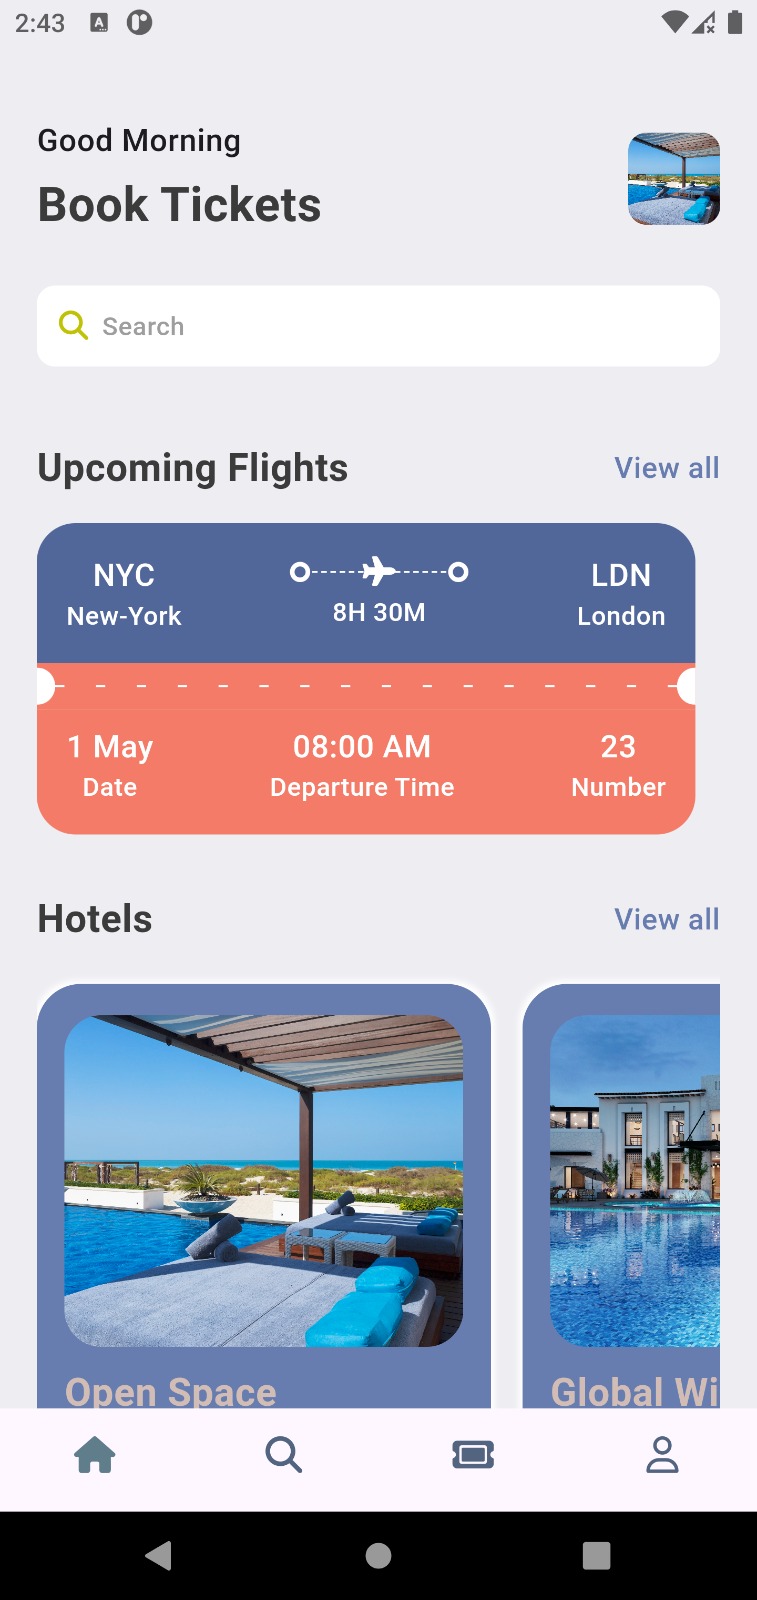 2:43
Good Morning
Book Tickets
Search
Upcoming Flights
View all
NYC
8H 30M
LDN
New-York
London
1 May
08:00 AM
23
Date
Departure Time
Number
Hotels
View all
Open Space
Global Wi